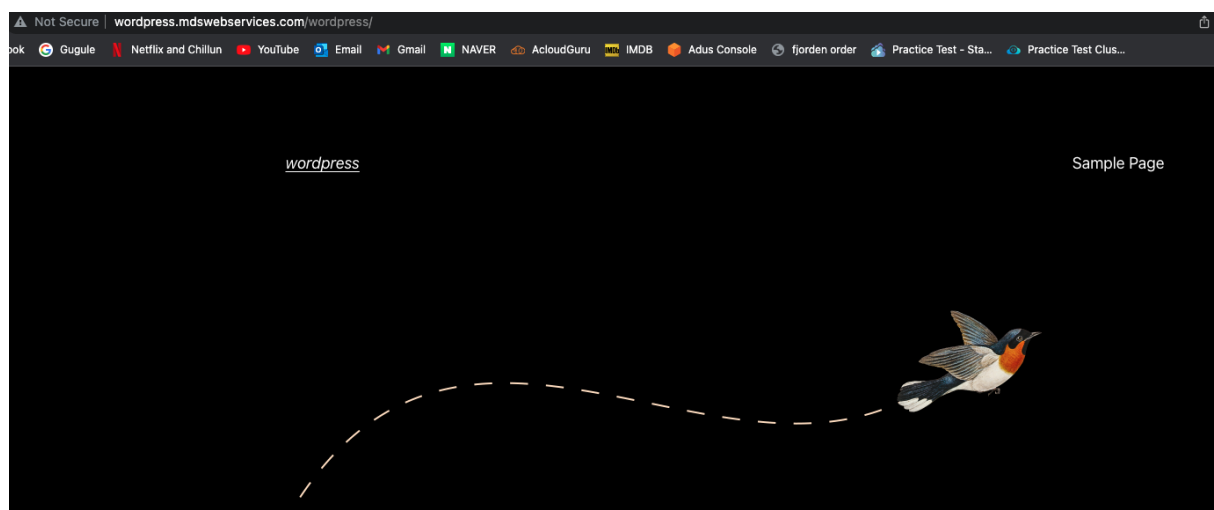 Not Secure wordpress.mdswebservices.com/wordpress/
ook Gugule Netflix and Chillun YouTube Email Gmail NAVER AcloudGuru IMDB Adus Console fjorden order Practice Test - Sta... Practice Test Clus...
wordpress Sample Page